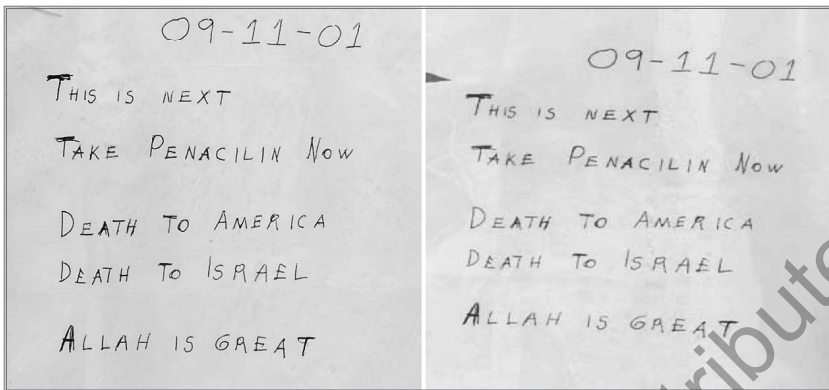 09-11-01
THIS IS NEXT
TAKE PENACILIN NOW
DEATH TO AMERICA
DEATH TO ISRAEL
ALLAH IS GREAT
09-11-01
THIS IS NEXT
TAKE PENACILIN NOW
DEATH TO AMERICA
DEATH TO ISRAEL
ALLAH IS GREAT